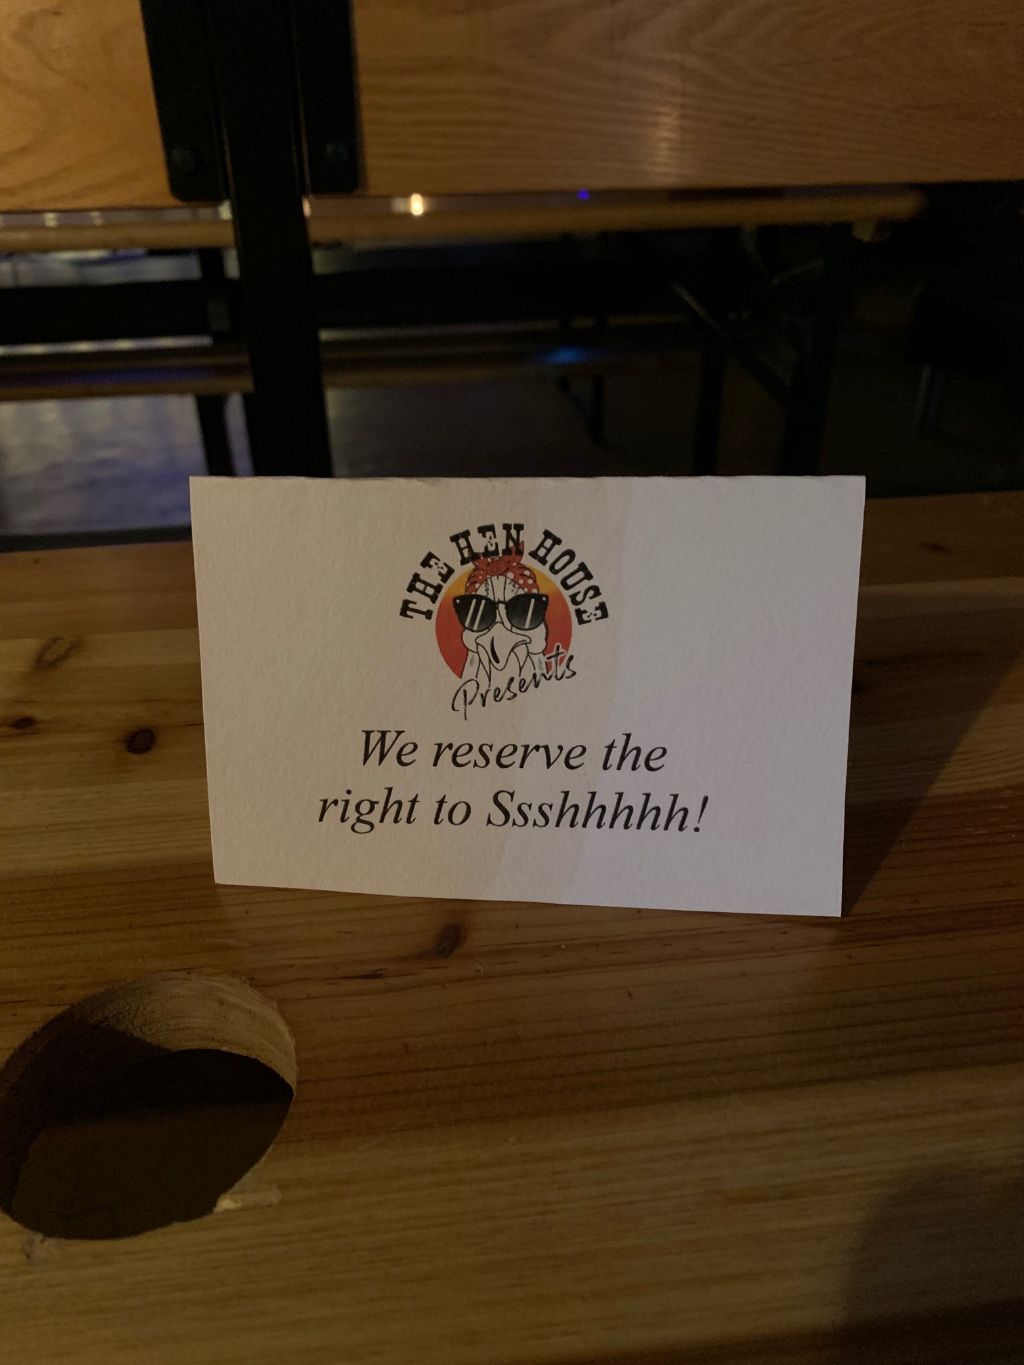 THE HEN HOUSE
Presents
We reserve the
right to Ssshhhhh!